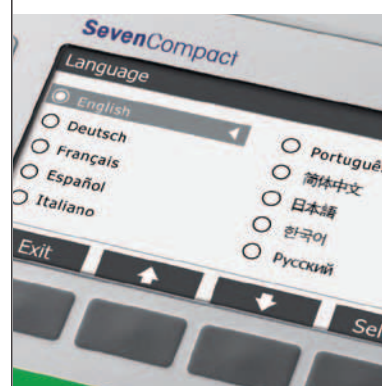 SevenCompact
Language
English
Deutsch
Français
Español
Italiano
Portuguê
简体中文
日本語
한국어
Русский
Exit
Sel